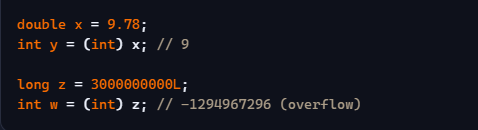 double x = 9.78;
int y = (int) x; // 9
long z = 3000000000L;
int w = (int) z; // -1294967296 (overflow)